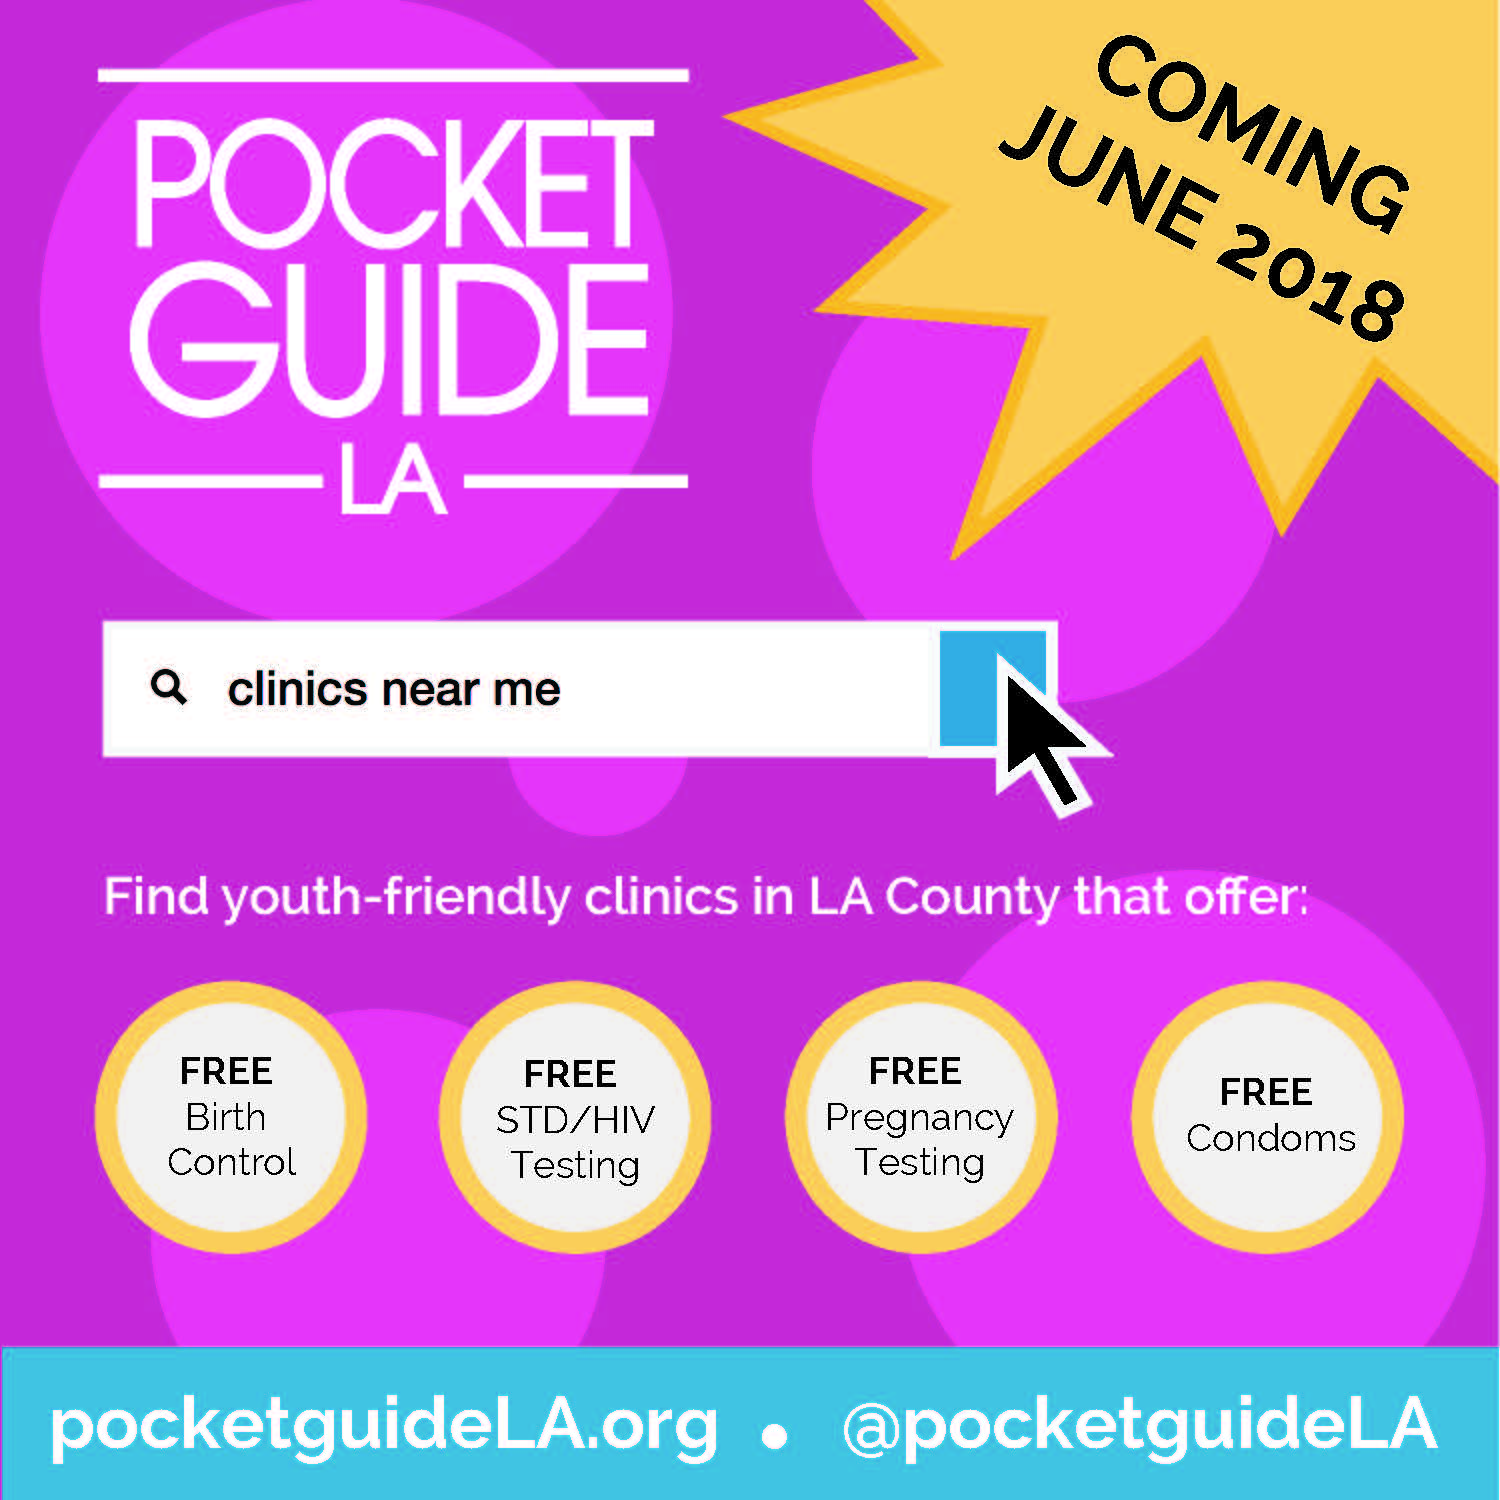 POCKET
GUIDE
LA
COMING
JUNE 2018
clinics near me
Find youth-friendly clinics in LA County that offer:
FREE
Birth
Control
FREE
STD/HIV
Testing
FREE
Pregnancy
Testing
FREE
Condoms
pocketguideLA.org • @pocketguideLA